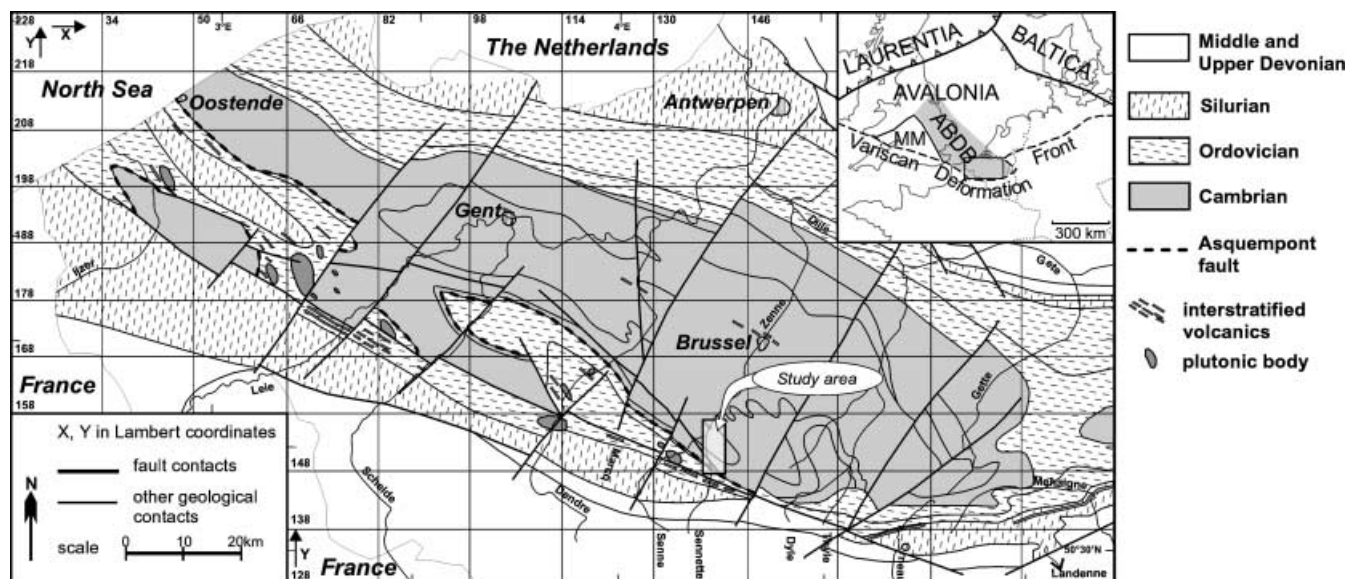 228
Y
X
50
3°E
66
82
98
114
4°E
130
146
218
208
198
488
178
168
158
148
138
128
Y
North Sea
The Netherlands
Oostende
Antwerpen
Gent
Brussel
Zenne
Study area
France
France
Ijzer
Leie
Schelde
Dendre
Marcq
Senne
Sennette
Dyle
Dijle
Gete
Gette
Mehaigne
50°30'N
Landenne
LAURENTIA
BALTICA
AVALONIA
ABDB
MM
Variscan
Deformation
Front
300 km
X, Y in Lambert coordinates
fault contacts
other geological
contacts
N
scale
0 10 20km
Middle and
Upper Devonian
Silurian
Ordovician
Cambrian
Asquempont
fault
interstratified
volcanics
plutonic body